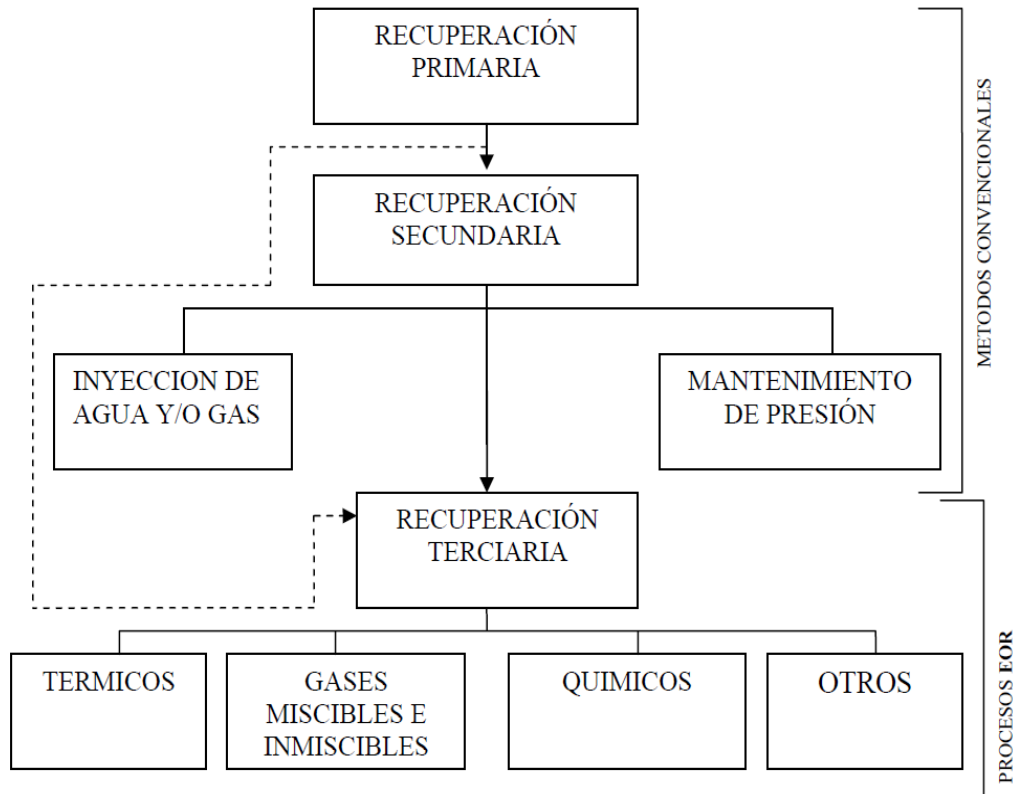 RECUPERACIÓN
PRIMARIA
RECUPERACIÓN
SECUNDARIA
INYECCION DE
AGUA Y/O GAS
MANTENIMIENTO
DE PRESIÓN
METODOS CONVENCIONALES
RECUPERACIÓN
TERCIARIA
TERMICOS
GASES
MISCIBLES E
INMISCIBLES
QUIMICOS
OTROS
PROCESOS EOR